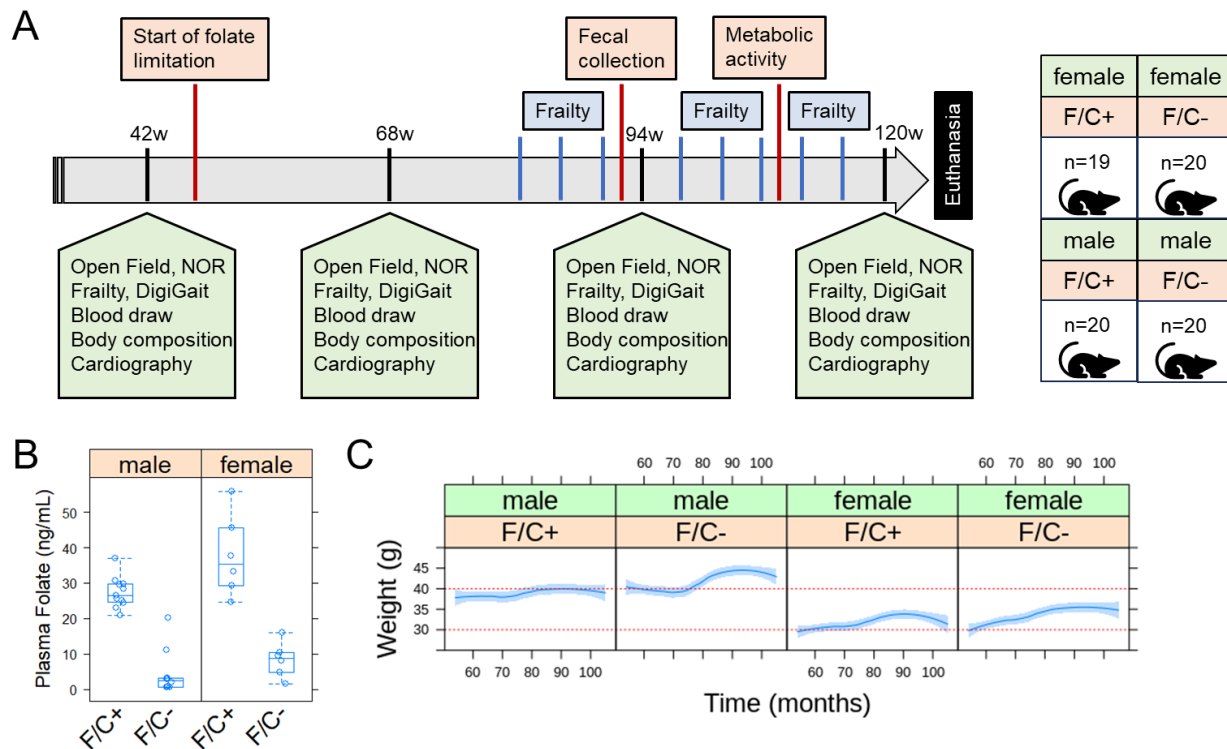 A
Start of folate
limitation
Fecal
collection
Metabolic
activity
Frailty
Frailty
Frailty
42w
68w
94w
120w
Euthanasia
Open Field, NOR
Frailty, DigiGait
Blood draw
Body composition
Cardiography
Open Field, NOR
Frailty, DigiGait
Blood draw
Body composition
Cardiography
Open Field, NOR
Frailty, DigiGait
Blood draw
Body composition
Cardiography
Open Field, NOR
Frailty, DigiGait
Blood draw
Body composition
Cardiography
female female
F/C+ F/C-
n=19 n=20
male male
F/C+ F/C-
n=20 n=20
B
male female
Plasma Folate (ng/mL)
50
40
30
20
10
0
F/C+ F/C- F/C+ F/C-
C
60 70 80 90 100 60 70 80 90 100
male male female female
F/C+ F/C- F/C+ F/C-
Weight (g)
45
40
35
30
60 70 80 90 100 60 70 80 90 100
Time (months)